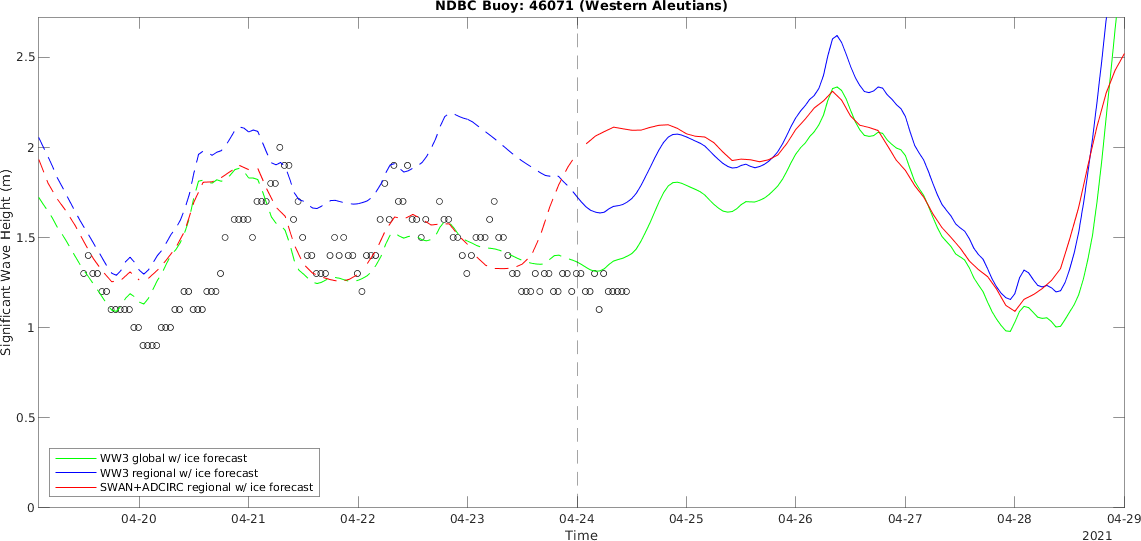 NDBC Buoy: 46071 (Western Aleutians)
Significant Wave Height (m)
2.5
2
1.5
1
0.5
0
WW3 global w/ ice forecast
WW3 regional w/ ice forecast
SWAN+ADCIRC regional w/ ice forecast
04-20 04-21 04-22 04-23 04-24 04-25 04-26 04-27 04-28 04-29
Time
2021